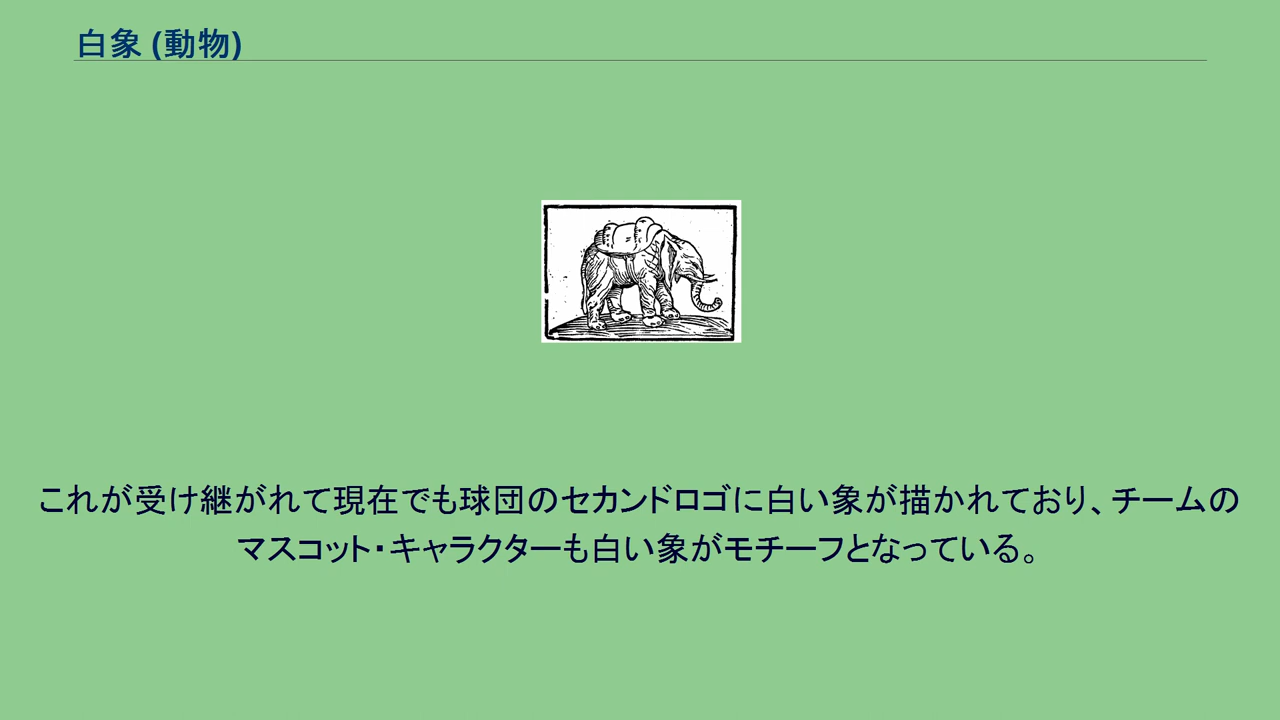 白象 (動物)
これが受け継がれて現在でも球団のセカンドロゴに白い象が描かれており、チームの
マスコット・キャラクターも白い象がモチーフとなっている。